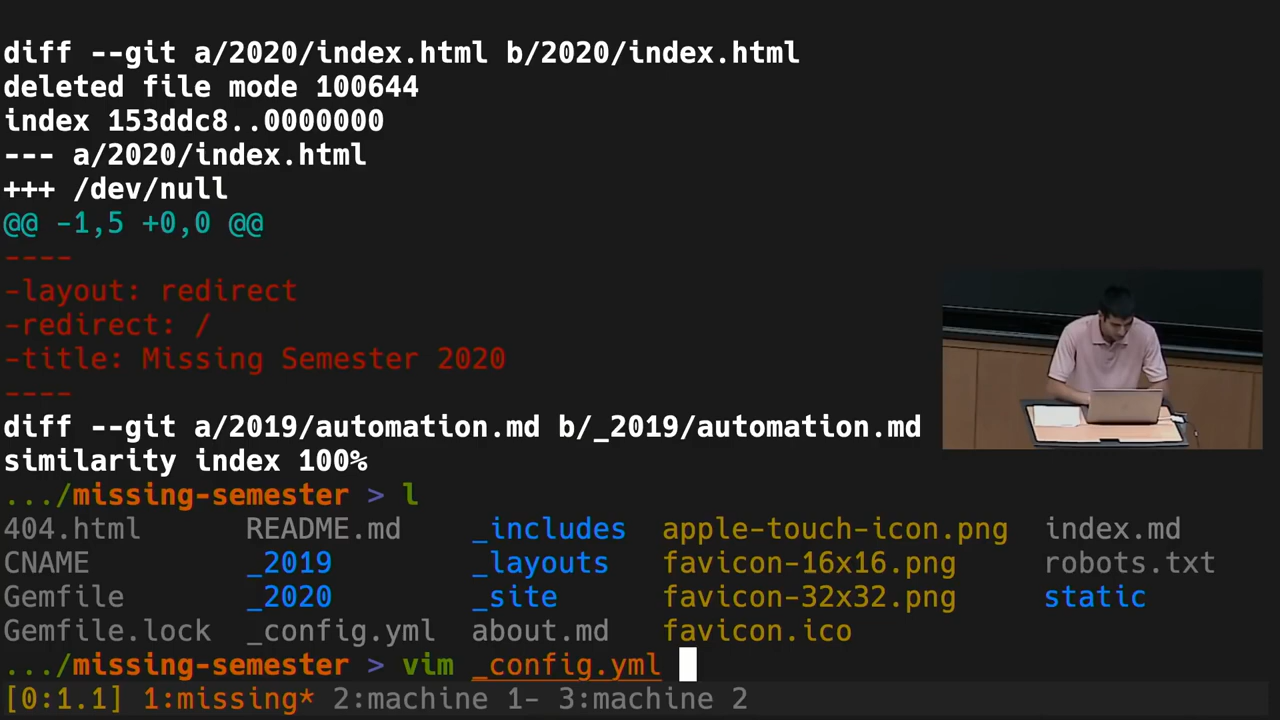 diff --git a/2020/index.html b/2020/index.html
deleted file mode 100644
index 153ddc8..0000000
--- a/2020/index.html
+++ /dev/null
@@ -1,5 +0,0 @@
----
-layout: redirect
-redirect: /
-title: Missing Semester 2020
----
diff --git a/2019/automation.md b/_2019/automation.md
similarity index 100%
.../missing-semester > l
404.html README.md _includes apple-touch-icon.png index.md
CNAME _2019 _layouts favicon-16x16.png robots.txt
Gemfile _2020 _site favicon-32x32.png static
Gemfile.lock _config.yml about.md favicon.ico
.../missing-semester > vim _config.yml
[0:1.1] 1:missing* 2:machine 1- 3:machine 2